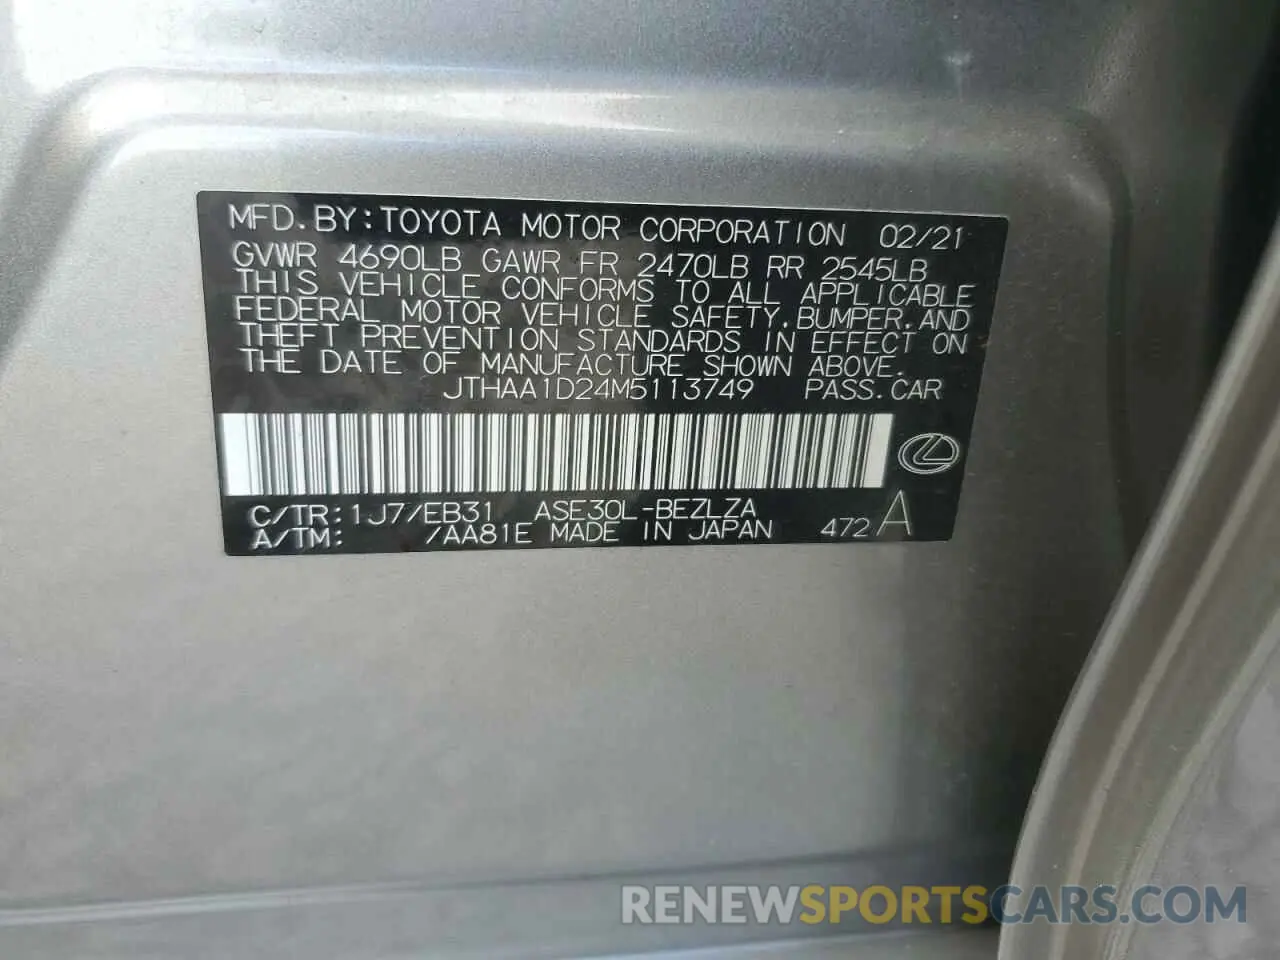 MFD.BY:TOYOTA MOTOR CORPORATION 02/21
GVWR 4690LB GAWR FR 2470LB RR 2545LB
THIS VEHICLE CONFORMS TO ALL APPLICABLE
FEDERAL MOTOR VEHICLE SAFETY,BUMPER,AND
THEFT PREVENTION STANDARDS IN EFFECT ON
THE DATE OF MANUFACTURE SHOWN ABOVE.
JTHAA1D24M5113749 PASS.CAR
C/TR:1J7/EB31 ASE30L-BEZLZA
A/TM: /AA81E MADE IN JAPAN 472 A
RENEWSPORTSCARS.COM